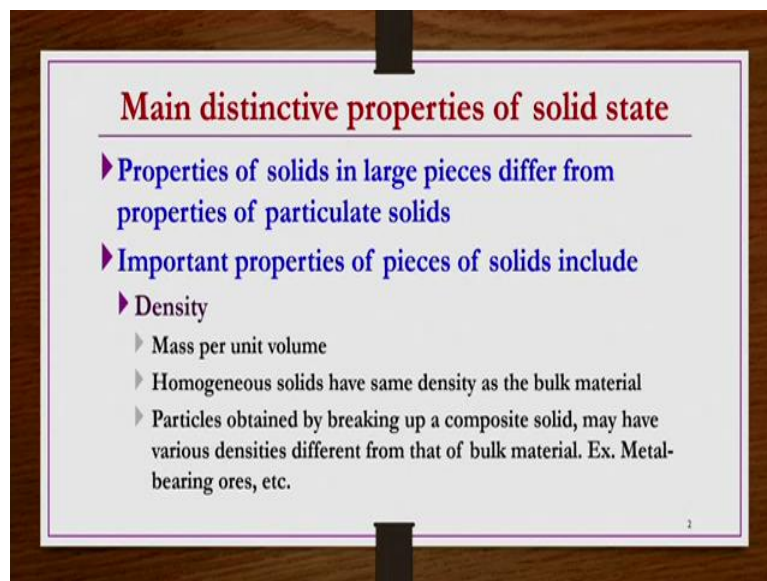 Main distinctive properties of solid state
Properties of solids in large pieces differ from
properties of particulate solids
Important properties of pieces of solids include
Density
Mass per unit volume
Homogeneous solids have same density as the bulk material
Particles obtained by breaking up a composite solid, may have
various densities different from that of bulk material. Ex. Metal-
bearing ores, etc.
2